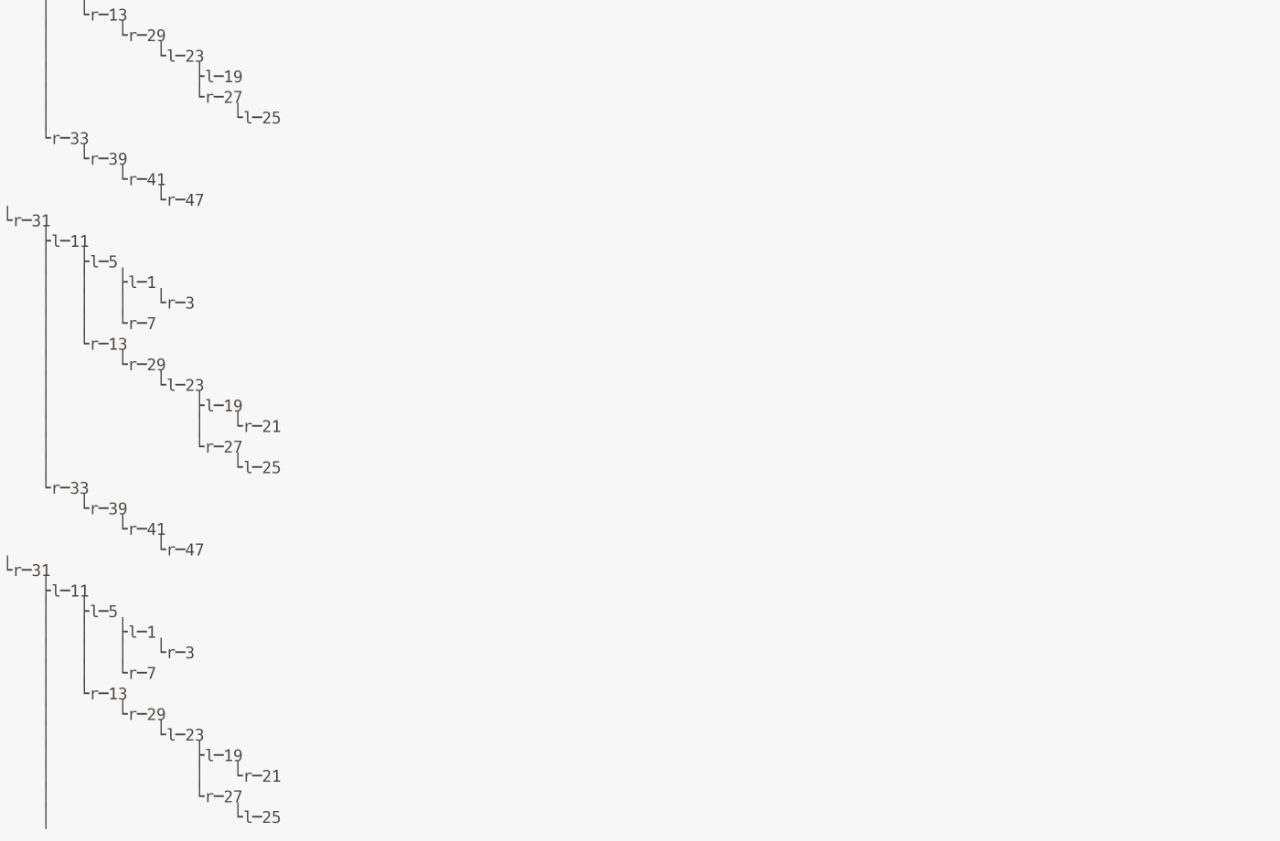 └r─13
└r─29
└l─23
├l─19
└r─27
└l─25
└r─33
└r─39
└r─41
└r─47
└r─31
├l─11
├l─5
├l─1
└r─3
└r─7
└r─13
└r─29
└l─23
├l─19
└r─21
└r─27
└l─25
└r─33
└r─39
└r─41
└r─47
└r─31
├l─11
├l─5
├l─1
└r─3
└r─7
└r─13
└r─29
└l─23
├l─19
└r─21
└r─27
└l─25